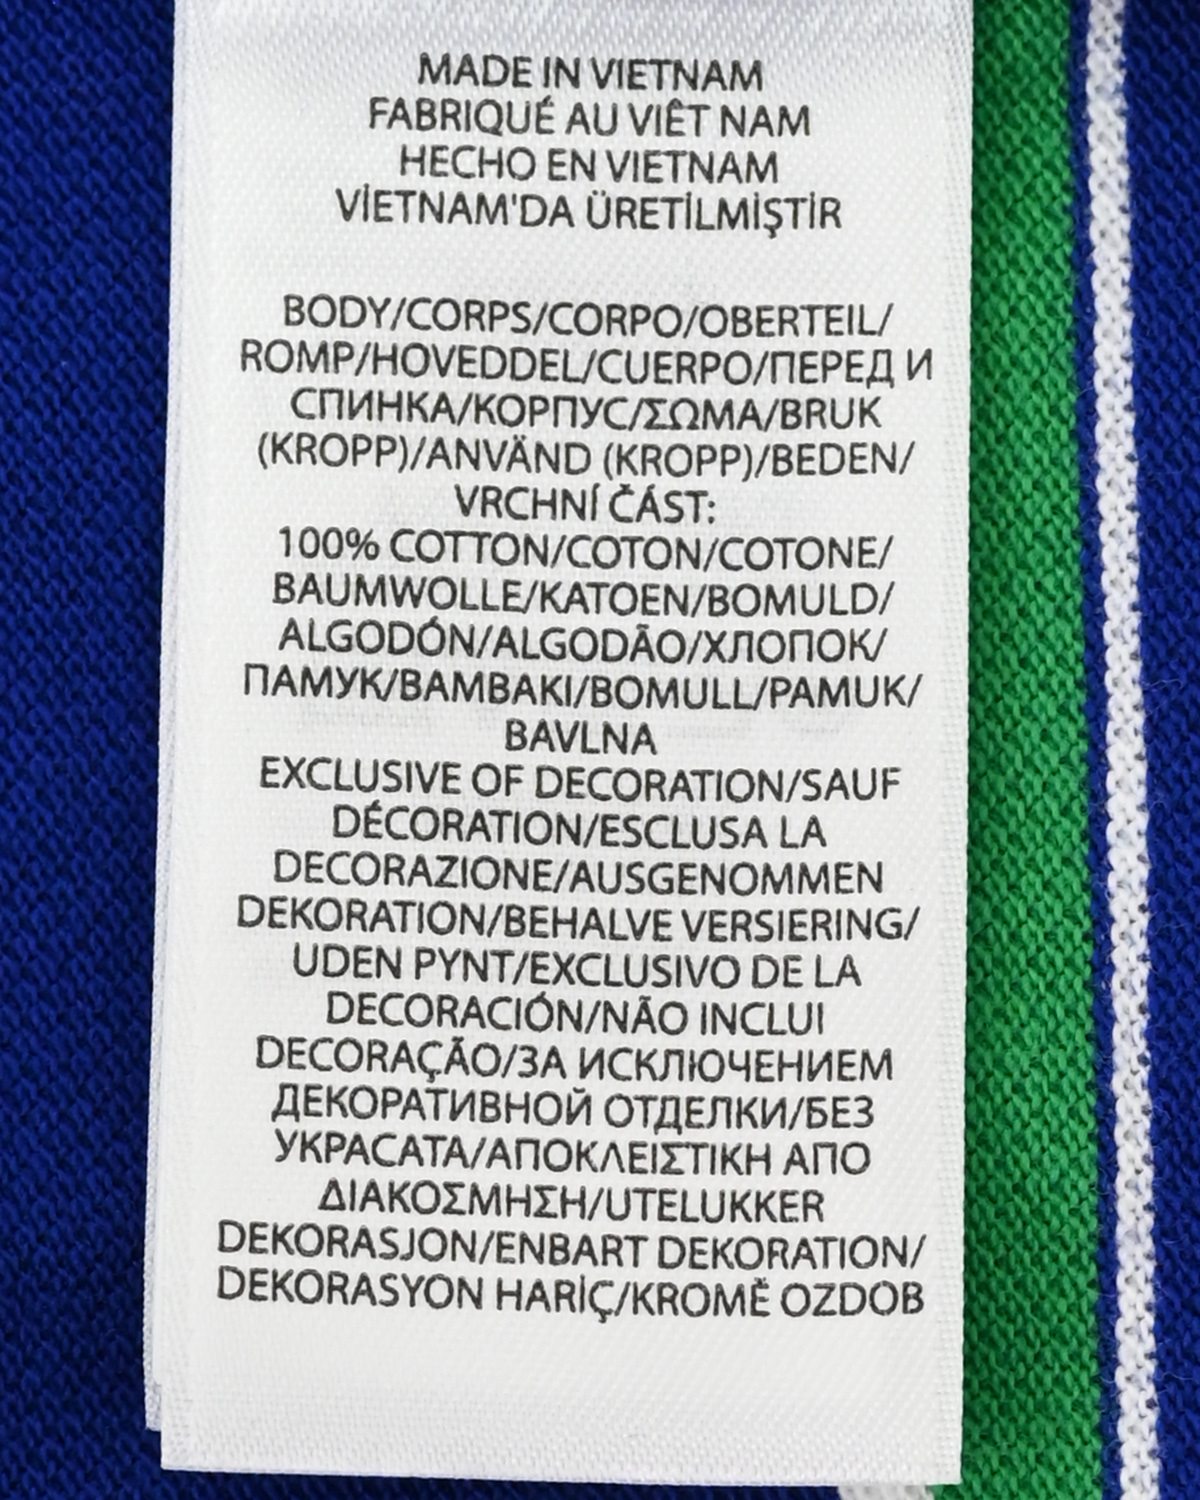 MADE IN VIETNAM
FABRIQUÉ AU VIÊT NAM
HECHO EN VIETNAM
VİETNAM'DA ÜRETİLMİŞTİR
BODY/CORPS/CORPO/OBERTEIL/
ROMP/HOVEDDEL/CUERPO/ПЕРЕД И
СПИНКА/КОРПУС/ΣΩΜΑ/BRUK
(KROPP)/ANVÄND (KROPP)/BEDEN/
VRCHNÍ ČÁST:
100% COTTON/COTON/COTONE/
BAUMWOLLE/KATOEN/BOMULD/
ALGODÓN/ALGODÃO/ХЛОПОК/
ПАМУК/ΒΑΜΒΑΚΙ/BOMULL/PAMUK/
BAVLNA
EXCLUSIVE OF DECORATION/SAUF
DÉCORATION/ESCLUSA LA
DECORAZIONE/AUSGENOMMEN
DEKORATION/BEHALVE VERSIERING/
UDEN PYNT/EXCLUSIVO DE LA
DECORACIÓN/NÃO INCLUI
DECORAÇÃO/ЗА ИСКЛЮЧЕНИЕМ
ДЕКОРАТИВНОЙ ОТДЕЛКИ/БЕЗ
УКРАСАТА/ΑΠΟΚΛΕΙΣΤΙΚΗ ΑΠΟ
ΔΙΑΚΟΣΜΗΣΗ/UTELUKKER
DEKORASJON/ENBART DEKORATION/
DEKORASYON HARİÇ/KROMĚ OZDOB